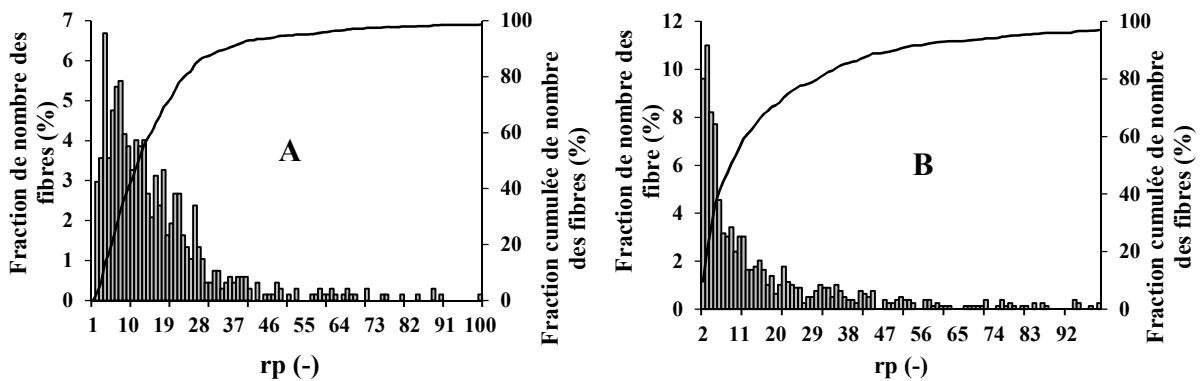 Fraction de nombre des
fibres (%)
7
6
5
4
3
2
1
0
1 10 19 28 37 46 55 64 73 82 91 100
rp (-)
A
100
80
60
40
20
0
Fraction cumulée de nombre
des fibres (%)
Fraction de nombre des
fibre (%)
12
10
8
6
4
2
0
2 11 20 29 38 47 56 65 74 83 92
rp (-)
B
100
80
60
40
20
0
Fraction cumulée de nombre
des fibres (%)